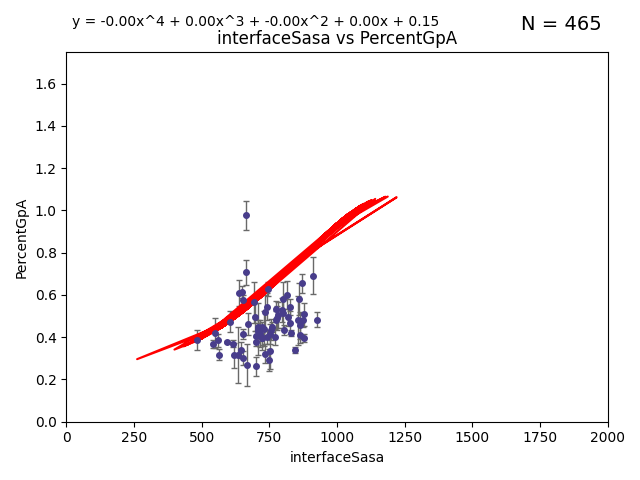 y = -0.00x^4 + 0.00x^3 + -0.00x^2 + 0.00x + 0.15
N = 465
interfaceSasa vs PercentGpA
1.6
1.4
1.2
1.0
0.8
0.6
0.4
0.2
0.0
PercentGpA
0 250 500 750 1000 1250 1500 1750 2000
interfaceSasa